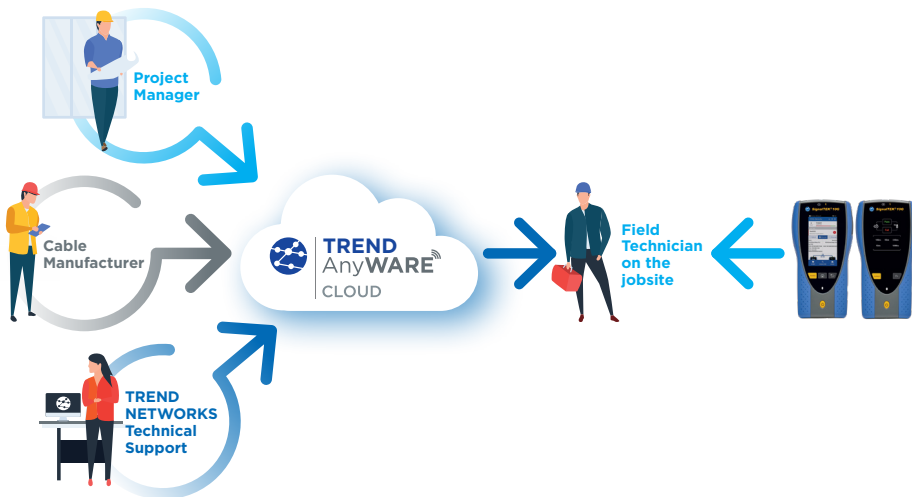 Project
Manager
Cable
Manufacturer
TREND
NETWORKS
Technical
Support
TREND
AnyWARE
CLOUD
Field
Technician
on the
jobsite